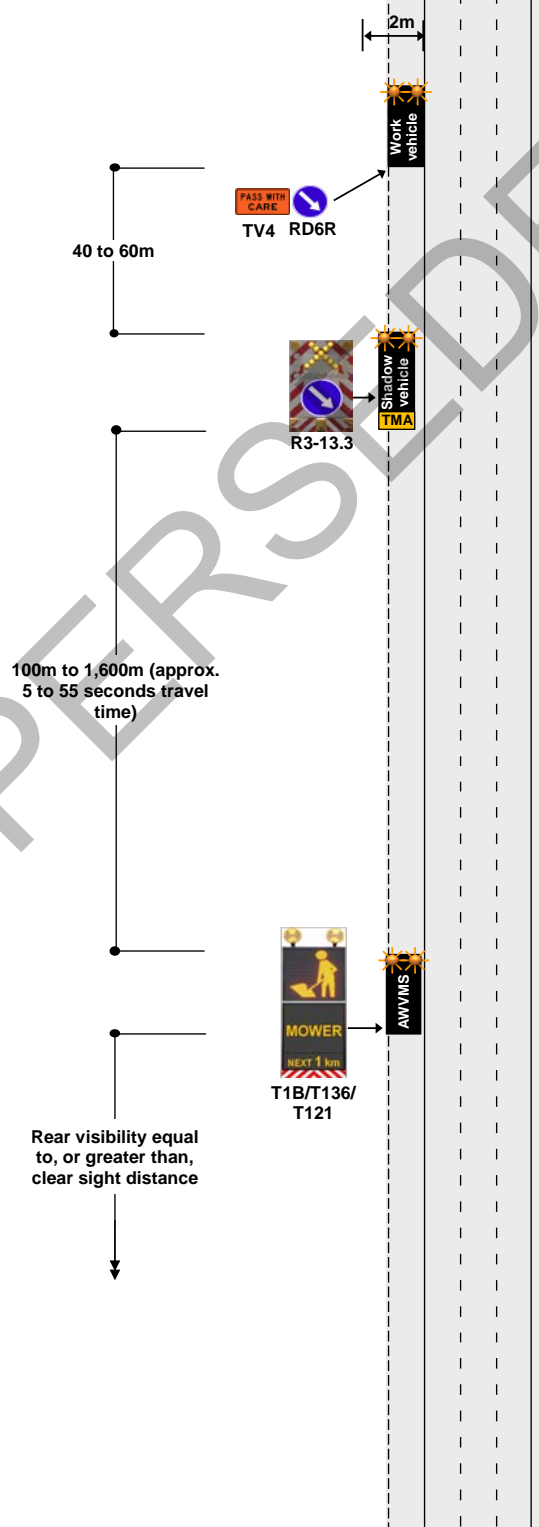 2m
Work
vehicle
PASS WITH
CARE
TV4 RD6R
40 to 60m
Shadow
vehicle
TMA
R3-13.3
100m to 1,600m (approx.
5 to 55 seconds travel
time)
AWVMS
MOWER
NEXT 1 km
T1B/T136/
T121
Rear visibility equal
to, or greater than,
clear sight distance
PERSEDE